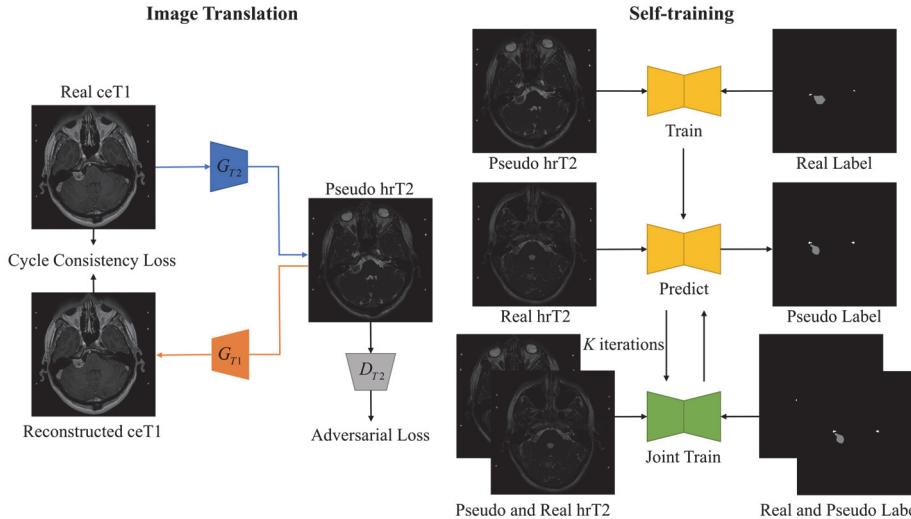 Image Translation
Real ceT1
G_{T2}
Pseudo hrT2
Cycle Consistency Loss
G_{T1}
D_{T2}
Reconstructed ceT1
Adversarial Loss
Self-training
Pseudo hrT2
Train
Real Label
Real hrT2
Predict
Pseudo Label
K iterations
Joint Train
Pseudo and Real hrT2
Real and Pseudo Labe